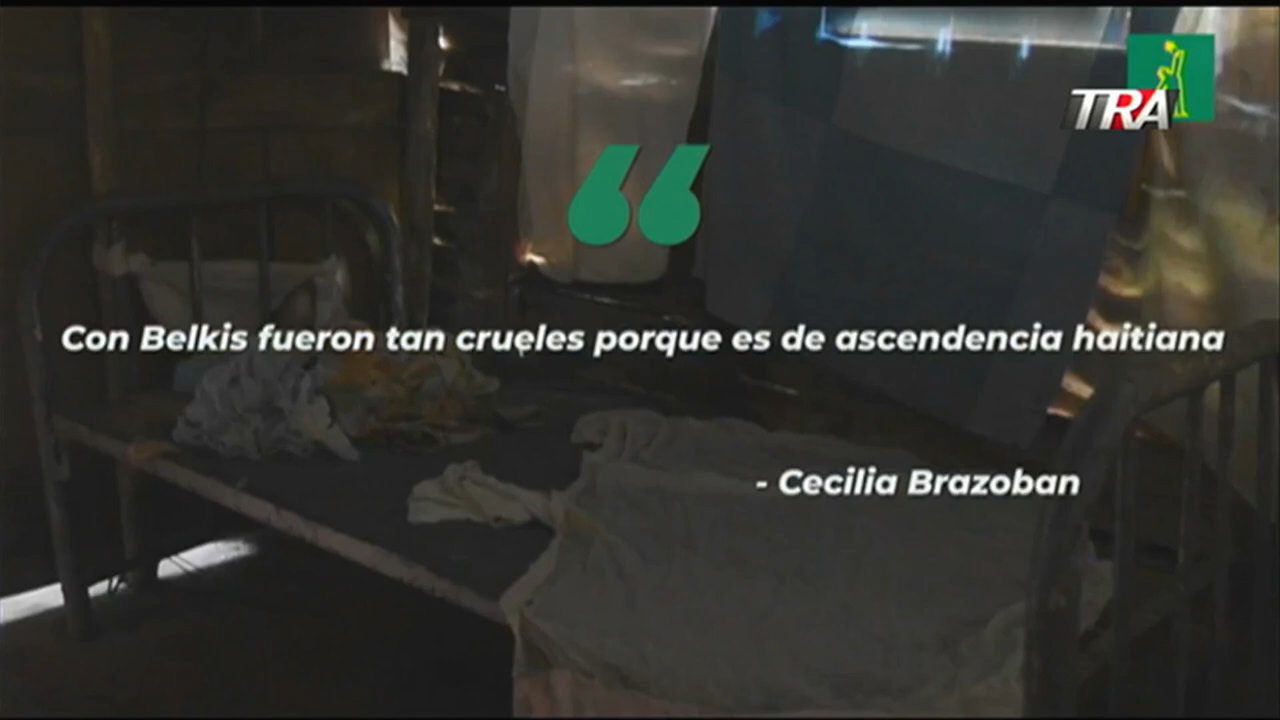 TRA
Con Belkis fueron tan crueles porque es de ascendencia haitiana
- Cecilia Brazoban